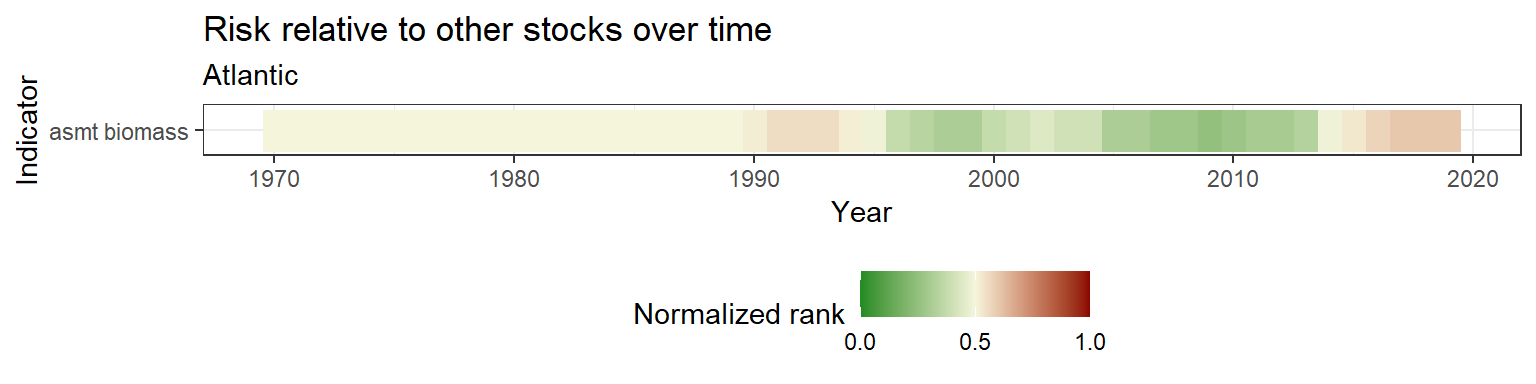 Risk relative to other stocks over time
Atlantic
Indicator
asmt biomass
1970 1980 1990 2000 2010 2020
Year
Normalized rank
0.0 0.5 1.0